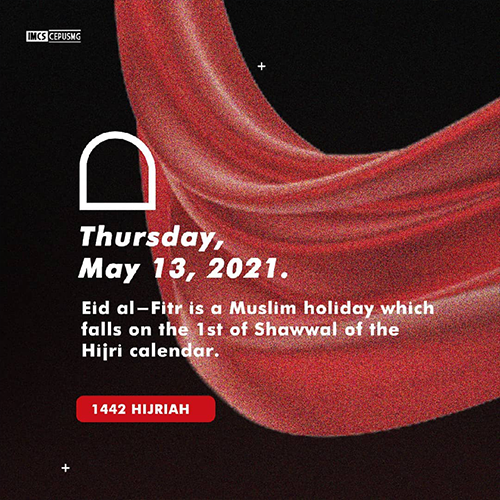 IMCS CEPUSMG
Thursday,
May 13, 2021.
Eid al–Fitr is a Muslim holiday which
falls on the 1st of Shawwal of the
Hijri calendar.
1442 HIJRIAH